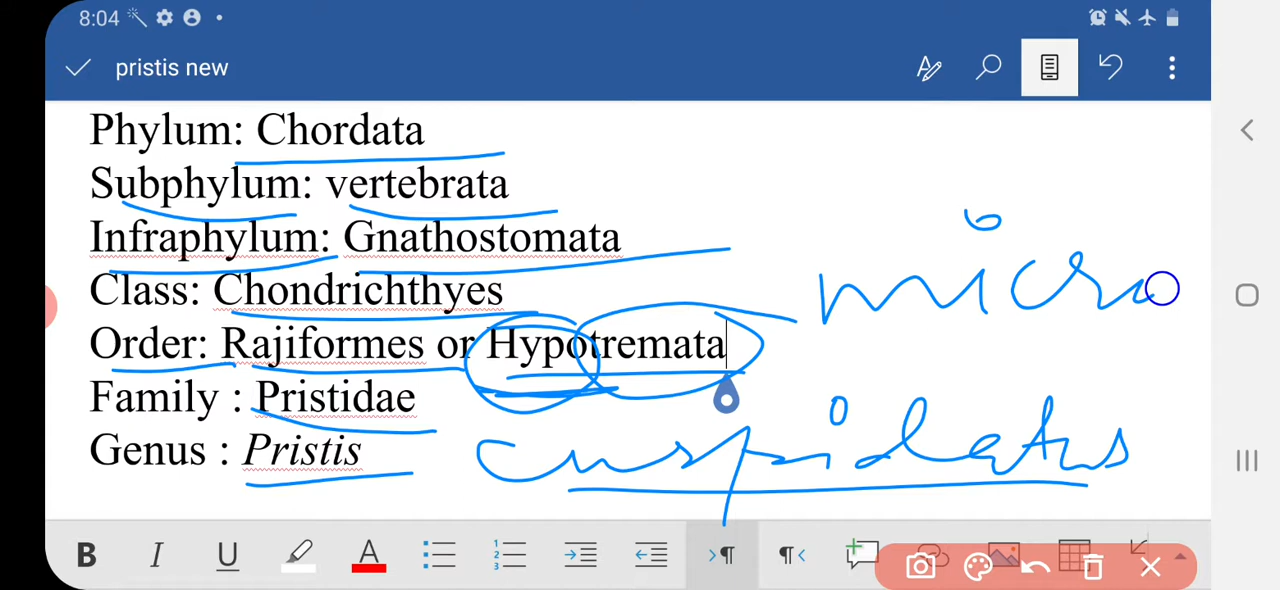 8:04
pristis new
Phylum: Chordata
Subphylum: vertebrata
Infraphylum: Gnathostomata
micro
Class: Chondrichthyes
Order: Rajiformes or Hypotremata
Family : Pristidae
Genus : Pristis cuspidatus
B I U A